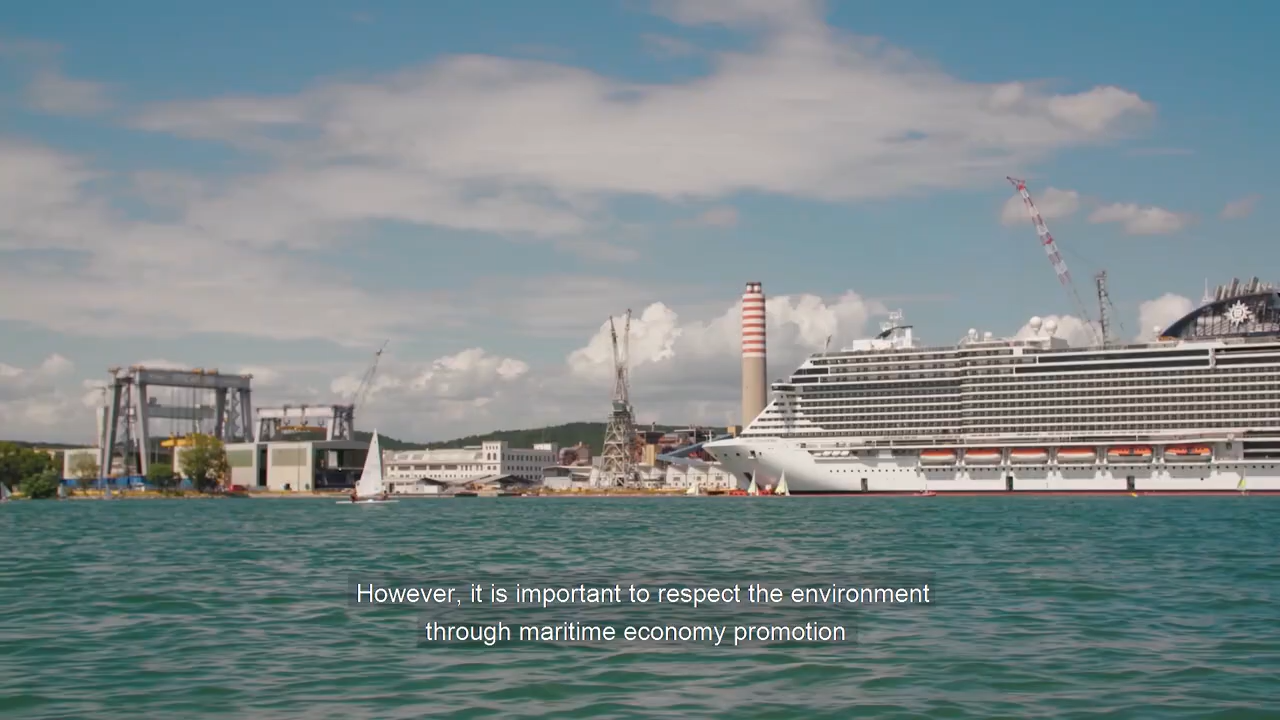 However, it is important to respect the environment
through maritime economy promotion